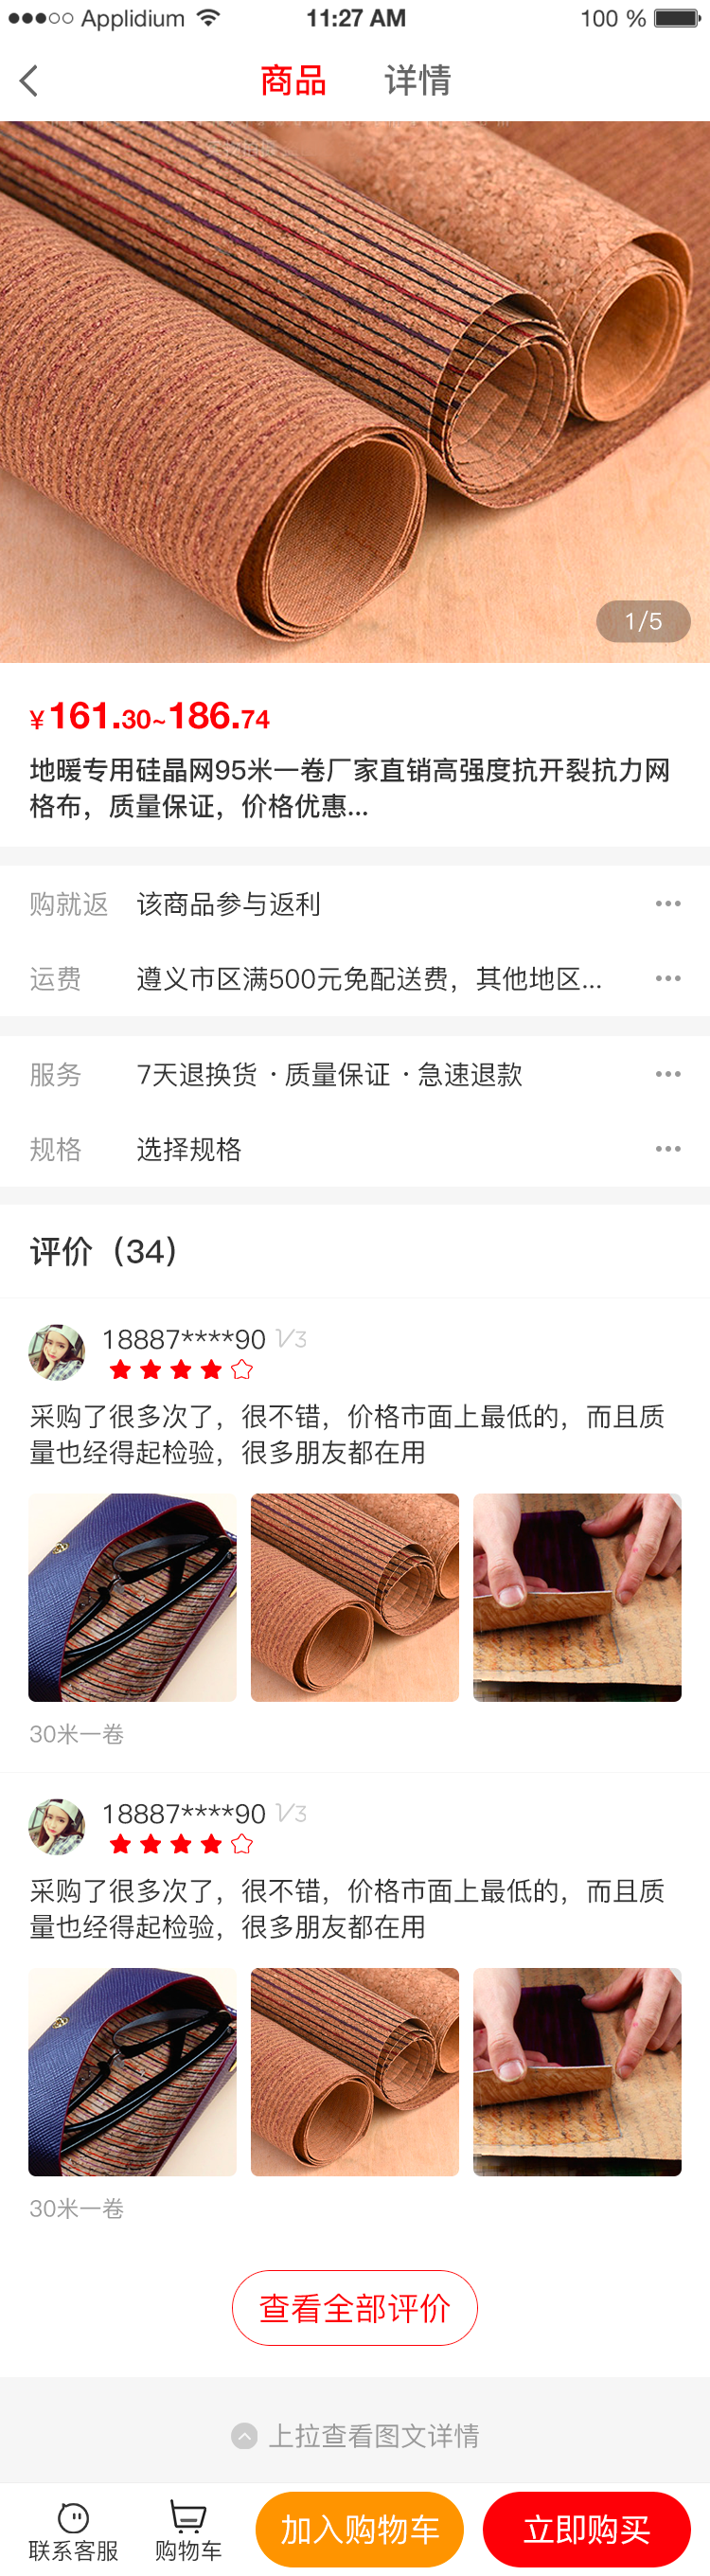 Applidium 11:27 AM 100 %
商品 详情
1/5
¥161.30~186.74
地暖专用硅晶网95米一卷厂家直销高强度抗开裂抗力网
格布，质量保证，价格优惠...
购就返 该商品参与返利
运费 遵义市区满500元免配送费，其他地区...
服务 7天退换货 · 质量保证 · 急速退款
规格 选择规格
评价（34）
18887****90
采购了很多次了，很不错，价格市面上最低的，而且质
量也经得起检验，很多朋友都在用
30米一卷
18887****90
采购了很多次了，很不错，价格市面上最低的，而且质
量也经得起检验，很多朋友都在用
30米一卷
查看全部评价
上拉查看图文详情
联系客服 购物车 加入购物车 立即购买